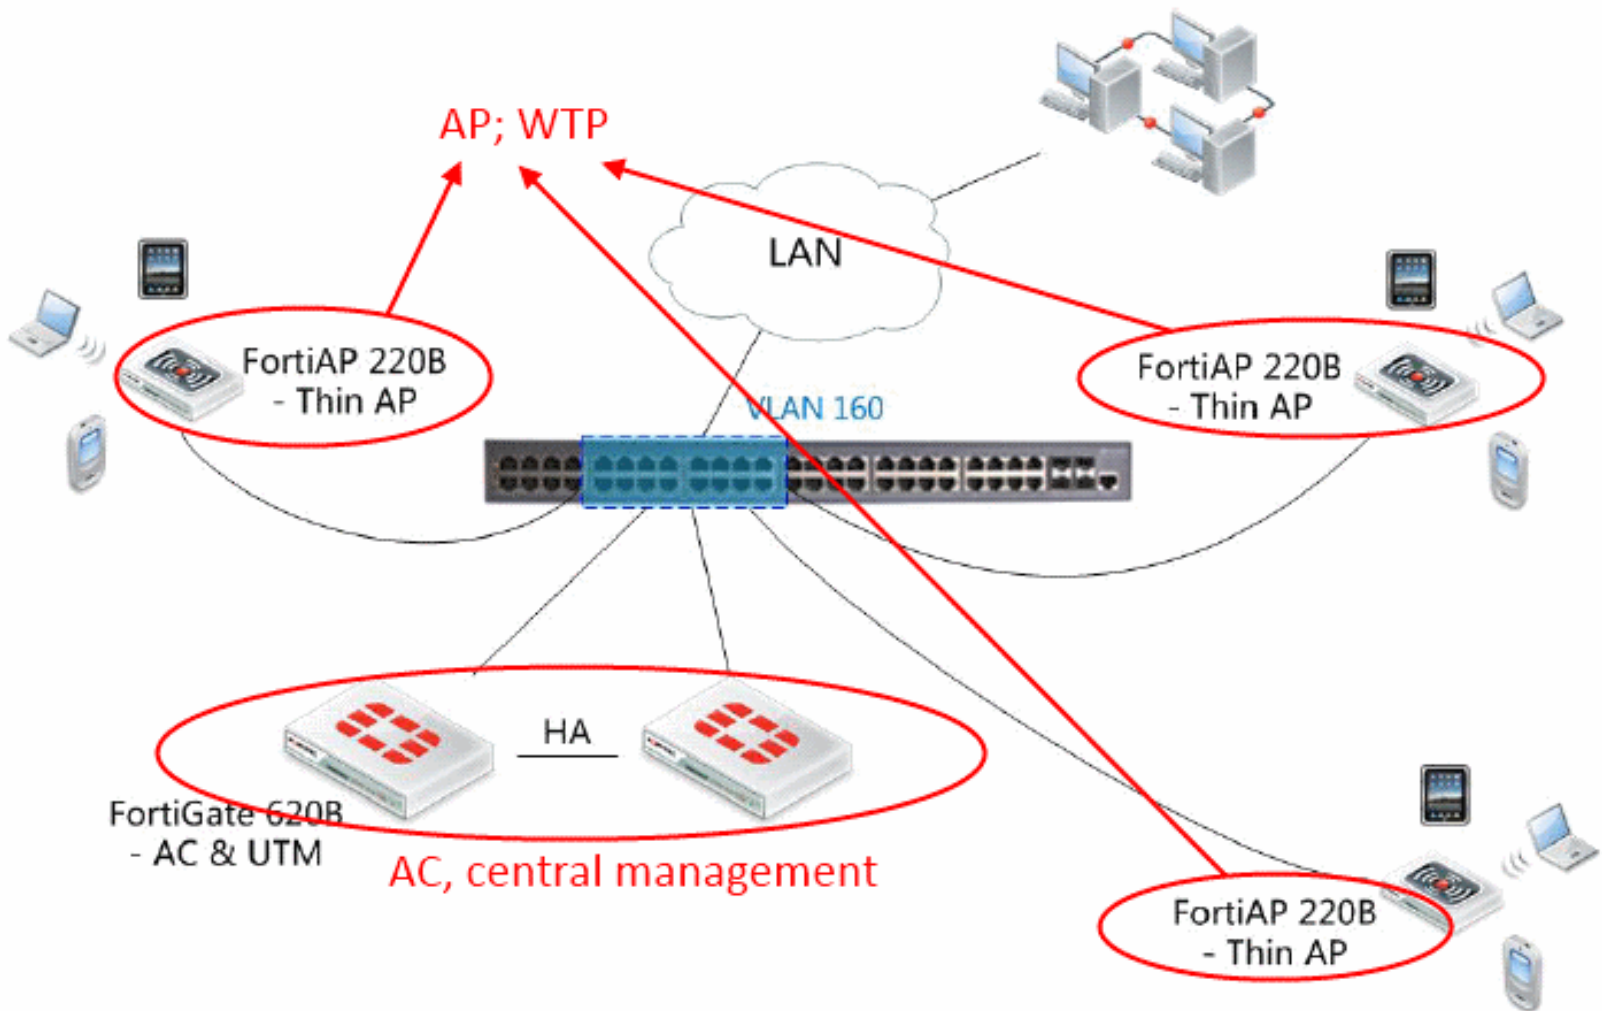 AP; WTP
LAN
FortiAP 220B
- Thin AP
FortiAP 220B
- Thin AP
VLAN 160
HA
FortiGate 620B
- AC & UTM
AC, central management
FortiAP 220B
- Thin AP